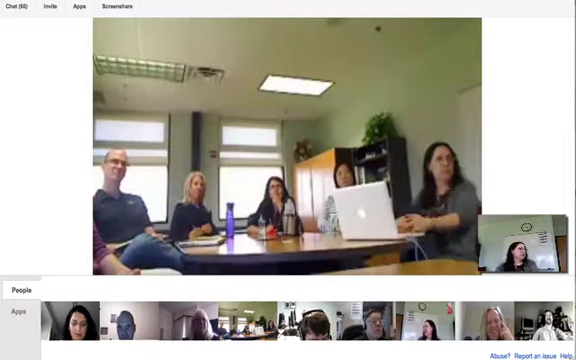 Chat (60) Invite Apps Screenshare
People
Apps
Abuse? Report an issue Help